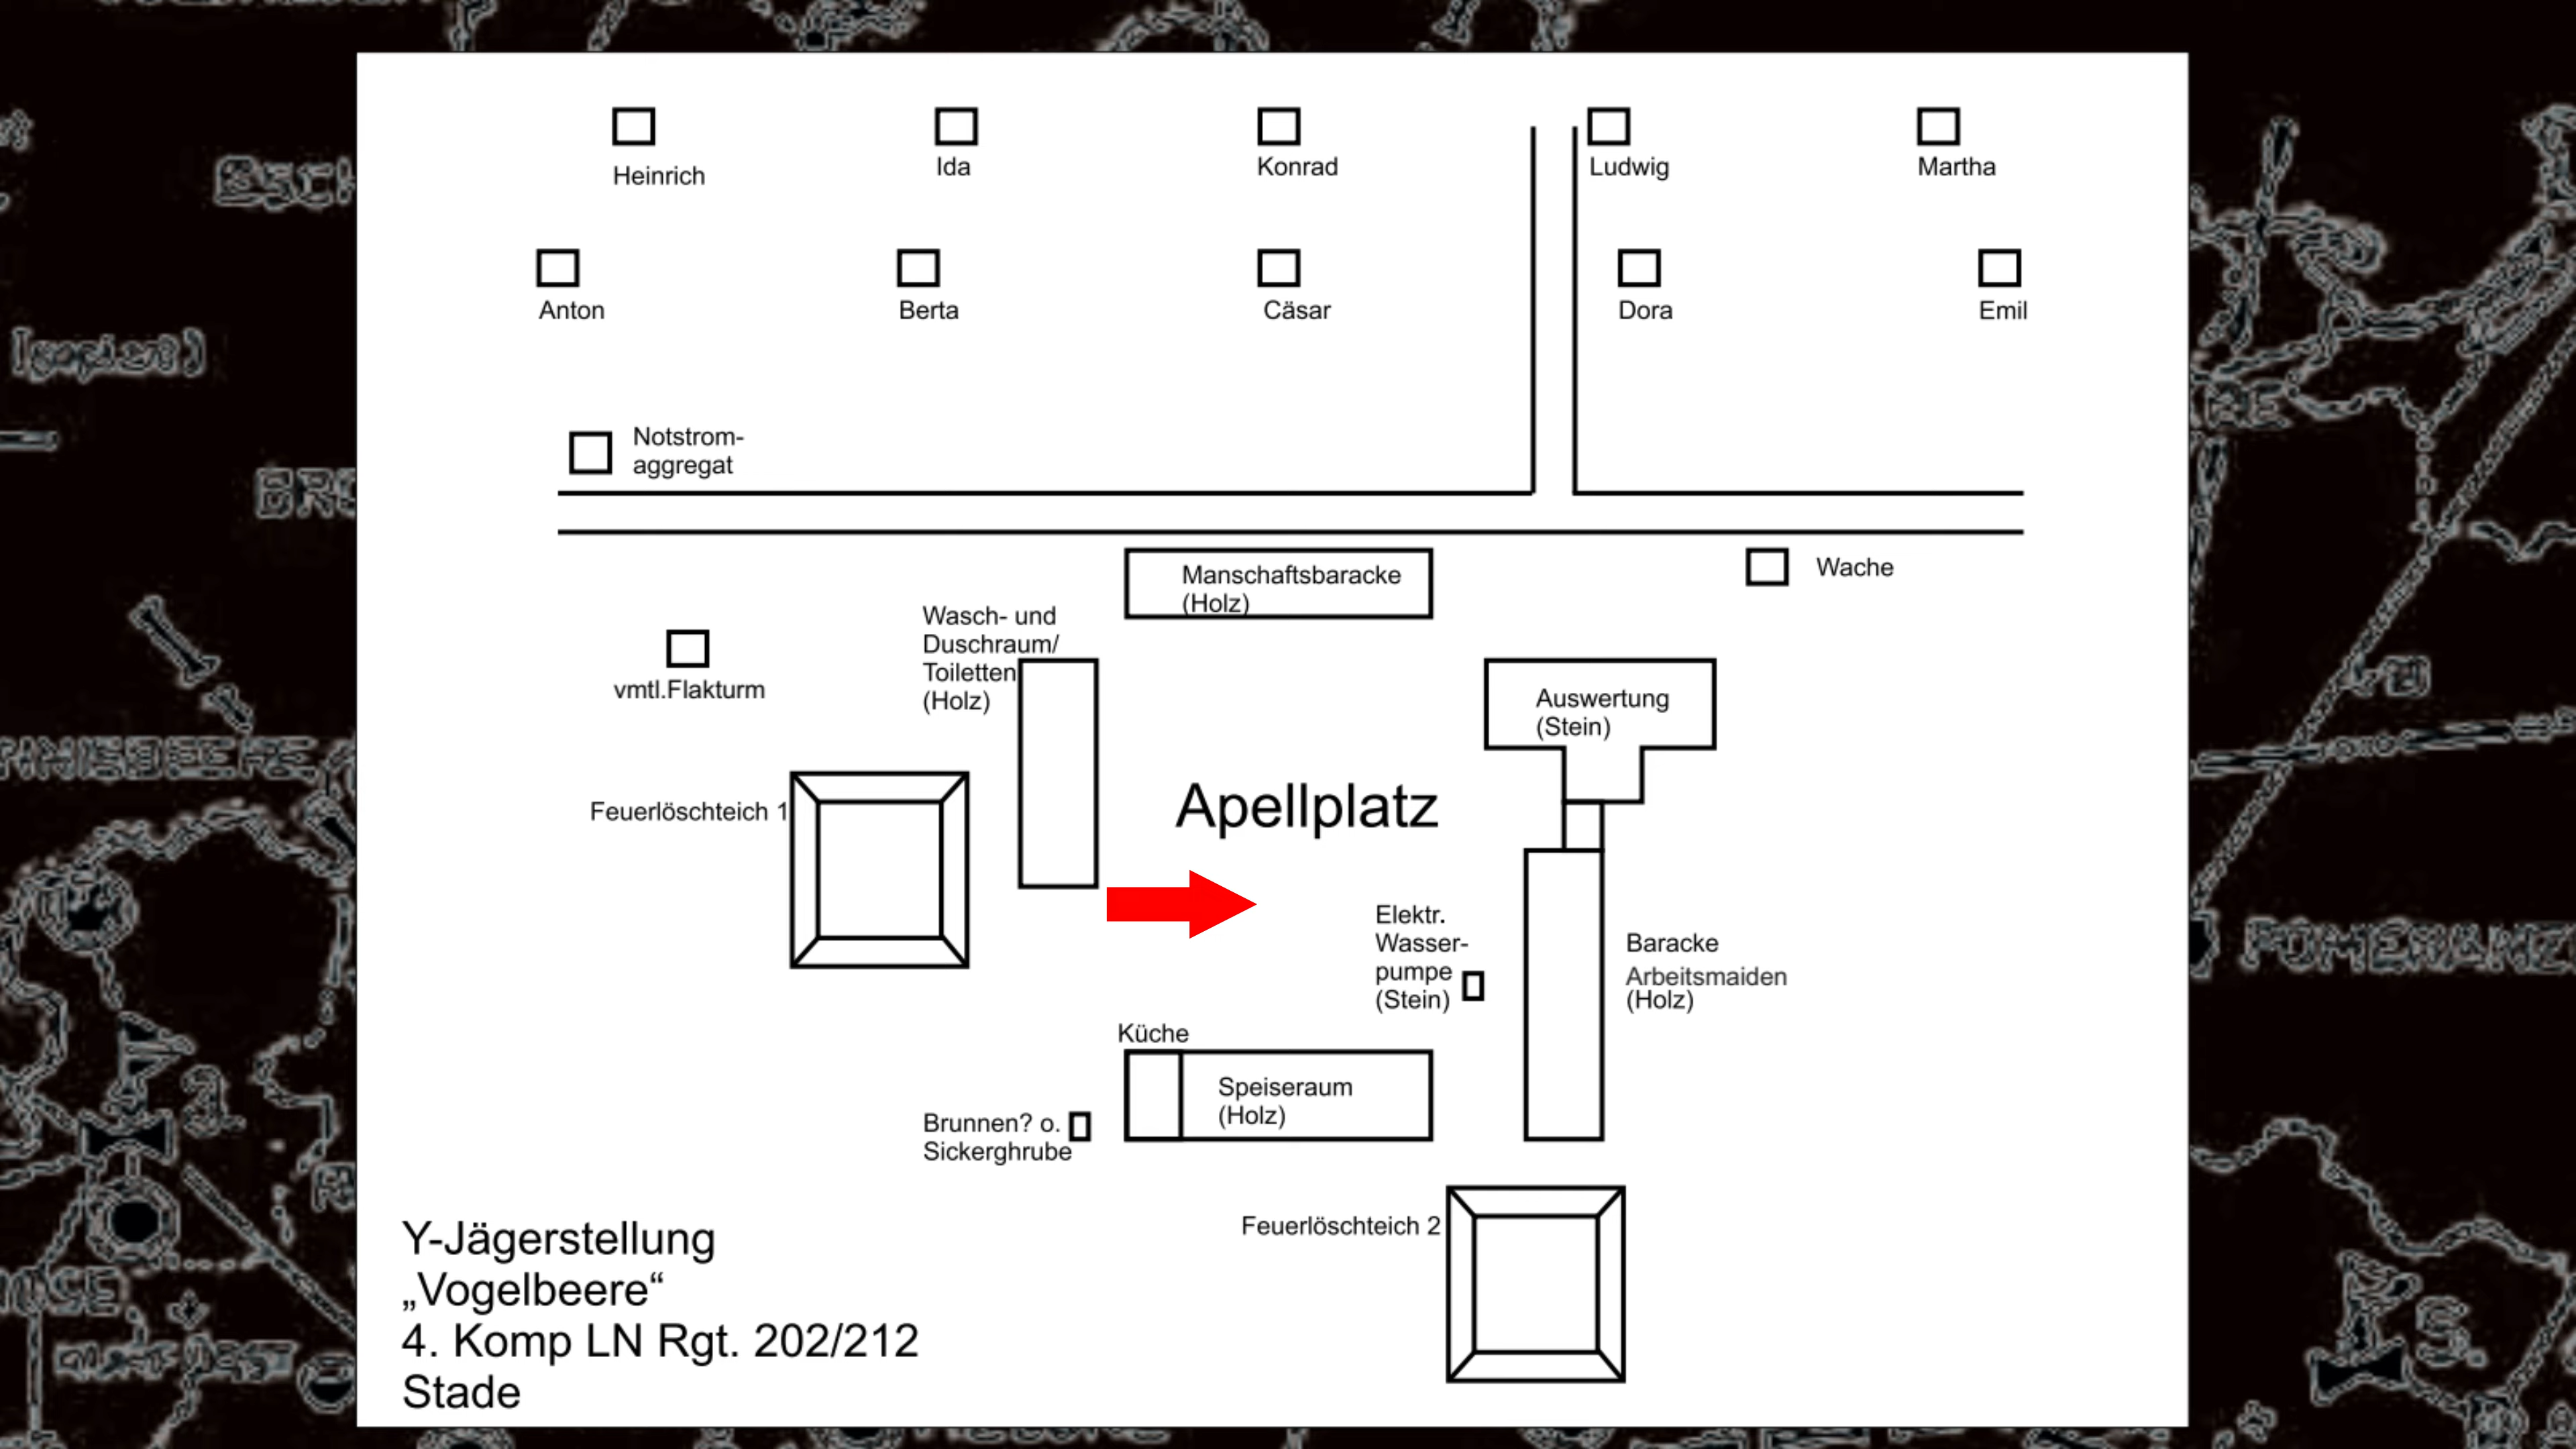 Heinrich
Ida
Konrad
Ludwig
Martha
Anton
Berta
Cäsar
Dora
Emil
Notstrom-
aggregat
Manschaftsbaracke
(Holz)
Wache
Wasch- und
Duschraum/
Toiletten
(Holz)
vmtl.Flakturm
Auswertung
(Stein)
Feuerlöschteich 1
Apellplatz
Elektr.
Wasser-
pumpe
(Stein)
Baracke
Arbeitsmaiden
(Holz)
Küche
Speiseraum
(Holz)
Brunnen? o.
Sickerghrube
Feuerlöschteich 2
Y-Jägerstellung
„Vogelbeere“
4. Komp LN Rgt. 202/212
Stade